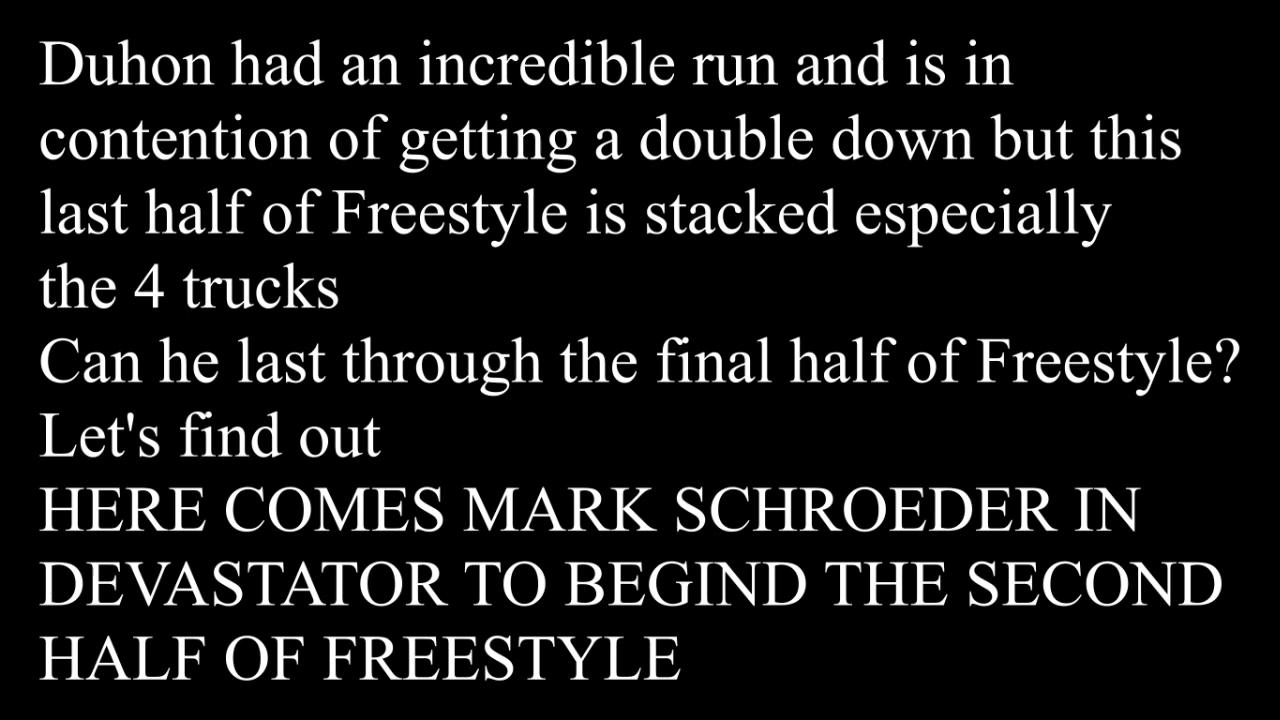 Duhon had an incredible run and is in
contention of getting a double down but this
last half of Freestyle is stacked especially
the 4 trucks
Can he last through the final half of Freestyle?
Let's find out
HERE COMES MARK SCHROEDER IN
DEVASTATOR TO BEGIND THE SECOND
HALF OF FREESTYLE